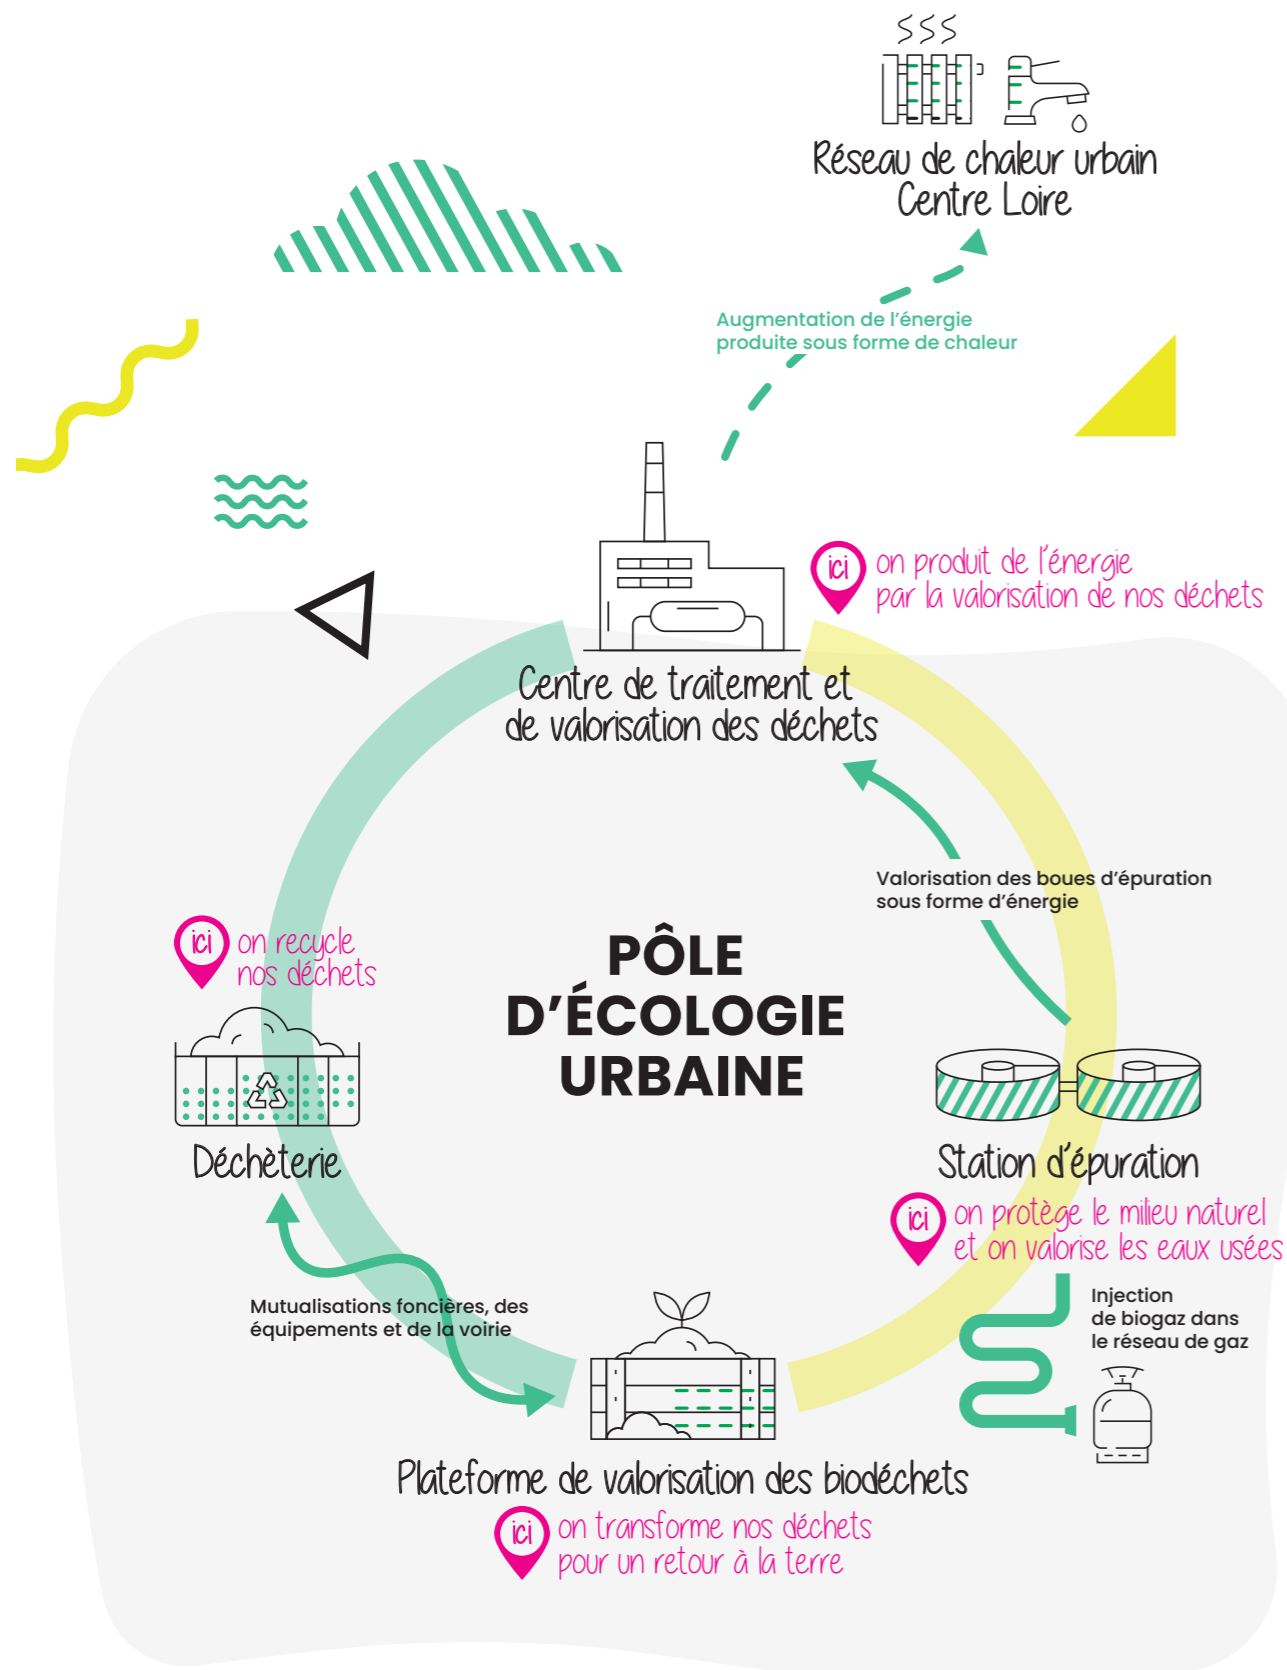 Réseau de chaleur urbain
Centre Loire
Augmentation de l'énergie
produite sous forme de chaleur
ici
on produit de l'énergie
par la valorisation de nos déchets
Centre de traitement et
de valorisation des déchets
Valorisation des boues d'épuration
sous forme d'énergie
ici
on recycle
nos déchets
PÔLE
D'ÉCOLOGIE
URBAINE
Déchèterie
Station d'épuration
ici
on protège le milieu naturel
et on valorise les eaux usées
Mutualisations foncières, des
équipements et de la voirie
Injection
de biogaz dans
le réseau de gaz
Plateforme de valorisation des biodéchets
ici
on transforme nos déchets
pour un retour à la terre